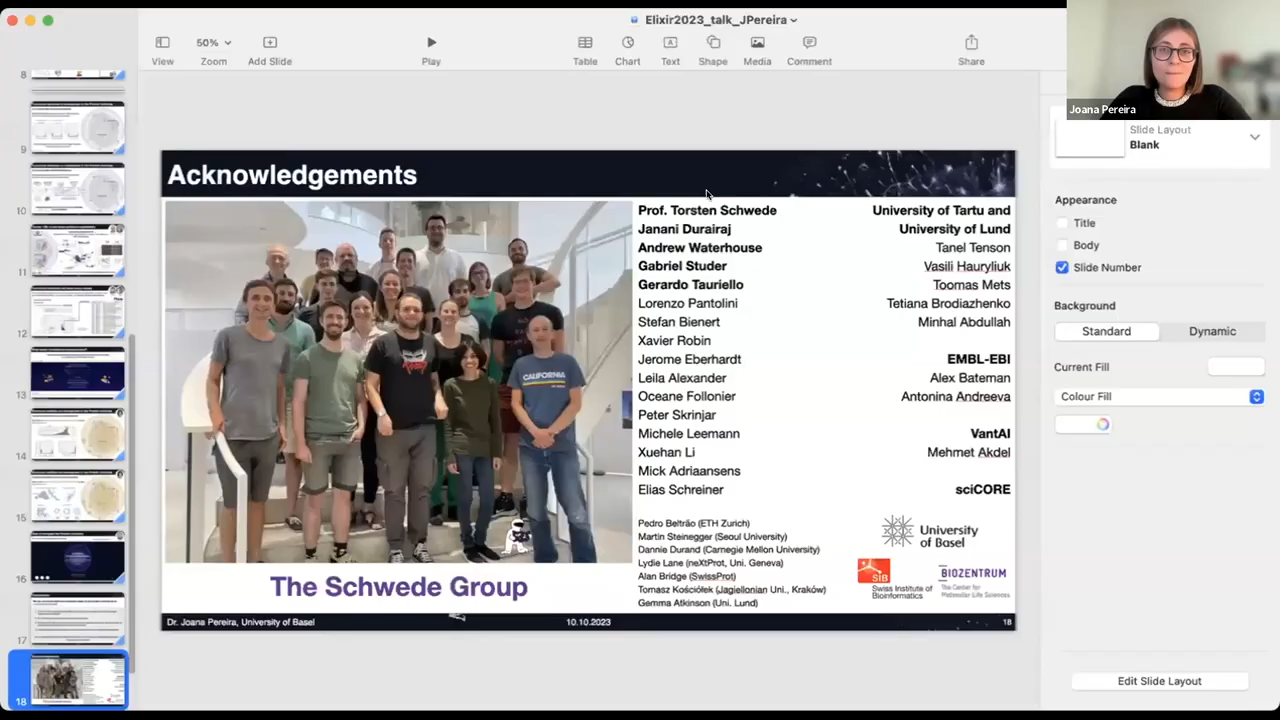 Elixir2023_talk_JPereira
View
50%
Zoom
Add Slide
Play
Table
Chart
Text
Shape
Media
Comment
Share
Joana Pereira
8
9
10
11
12
13
14
15
16
17
18
Acknowledgements
Prof. Torsten Schwede
Janani Durairaj
Andrew Waterhouse
Gabriel Studer
Gerardo Tauriello
Lorenzo Pantolini
Stefan Bienert
Xavier Robin
Jerome Eberhardt
Leila Alexander
Oceane Follonier
Peter Skrinjar
Michele Leemann
Xuehan Li
Mick Adriaansens
Elias Schreiner
Pedro Beltrão (ETH Zurich)
Martin Steinegger (Seoul University)
Dannie Durand (Carnegie Mellon University)
Lydie Lane (neXtProt, Uni. Geneva)
Alan Bridge (SwissProt)
Tomasz Kościółek (Jagiellonian Uni., Kraków)
Gemma Atkinson (Uni. Lund)
University of Tartu and
University of Lund
Tanel Tenson
Vasili Hauryliuk
Toomas Mets
Tetiana Brodiazhenko
Minhal Abdullah
EMBL-EBI
Alex Bateman
Antonina Andreeva
VantAI
Mehmet Akdel
sciCORE
University
of Basel
SIB
Swiss Institute of
Bioinformatics
BIOZENTRUM
The Center for
Molecular Life Sciences
CALIFORNIA
The Schwede Group
Dr. Joana Pereira, University of Basel
10.10.2023
18
Slide Layout
Blank
Appearance
Title
Body
Slide Number
Background
Standard
Dynamic
Current Fill
Colour Fill
Edit Slide Layout